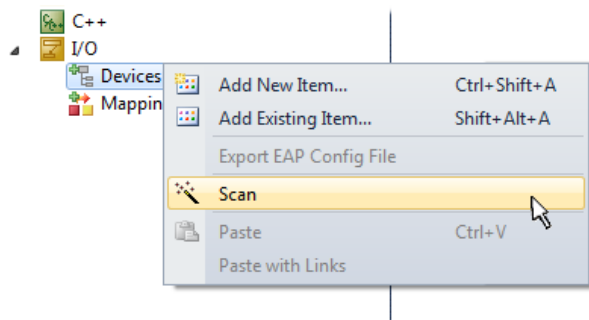 C++
I/O
Devices
Mappin
Add New Item... Ctrl+Shift+A
Add Existing Item... Shift+Alt+A
Export EAP Config File
Scan
Paste Ctrl+V
Paste with Links